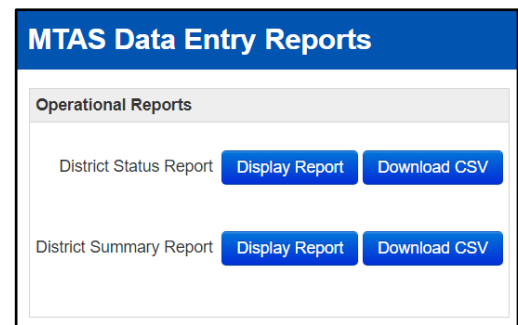 MTAS Data Entry Reports
Operational Reports
District Status Report Display Report Download CSV
District Summary Report Display Report Download CSV